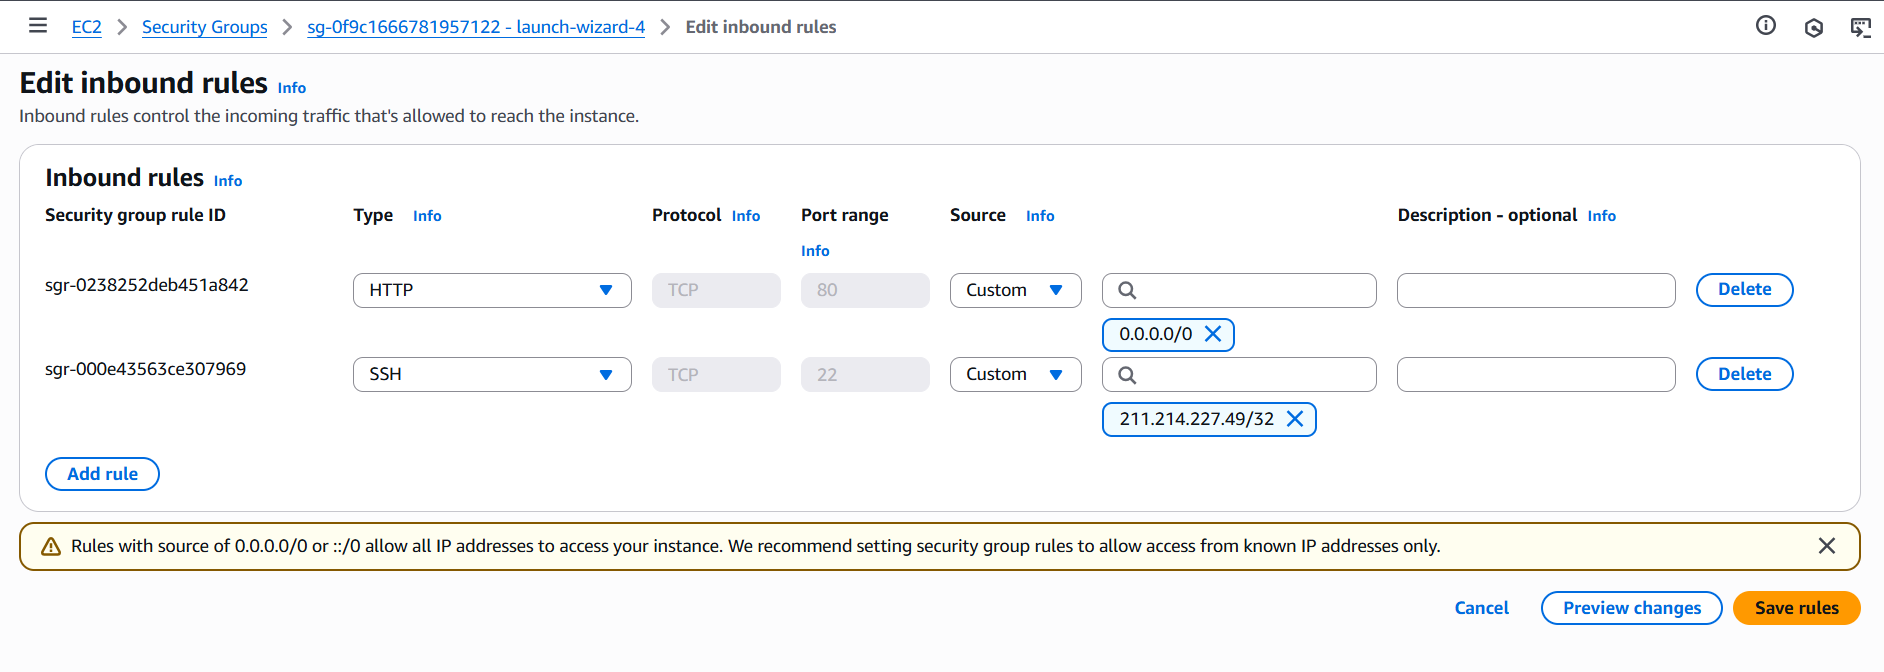 EC2 > Security Groups > sg-0f9c1666781957122 - launch-wizard-4 > Edit inbound rules
Edit inbound rules Info
Inbound rules control the incoming traffic that's allowed to reach the instance.
Inbound rules Info
Security group rule ID Type Info Protocol Info Port range Info Source Info Description - optional Info
sgr-0238252deb451a842 HTTP TCP 80 Custom Delete
0.0.0.0/0
sgr-000e43563ce307969 SSH TCP 22 Custom Delete
211.214.227.49/32
Add rule
Rules with source of 0.0.0.0/0 or ::/0 allow all IP addresses to access your instance. We recommend setting security group rules to allow access from known IP addresses only.
Cancel Preview changes Save rules